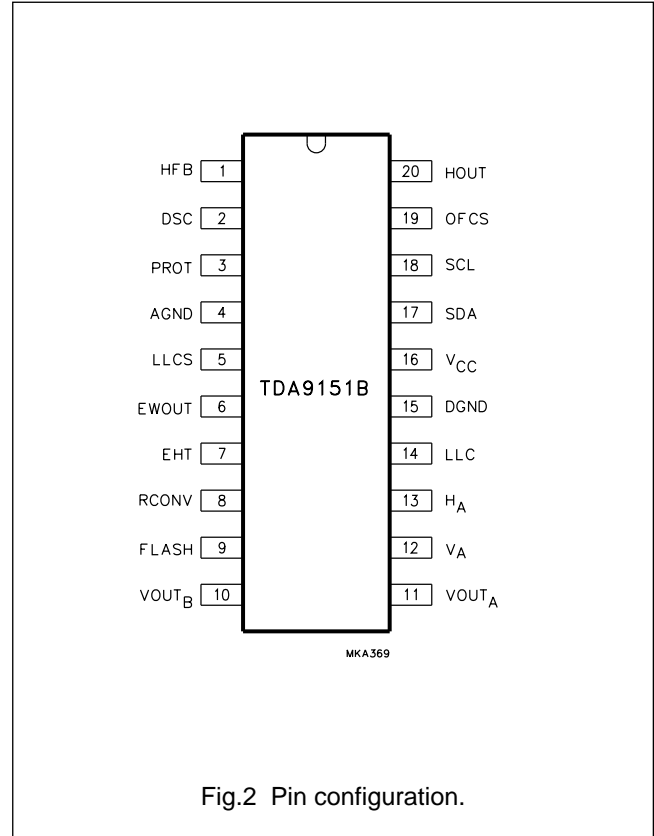 HFB 1 20 HOUT
DSC 2 19 OFCS
PROT 3 18 SCL
AGND 4 17 SDA
LLCS 5 16 VCC
TDA9151B
EWOUT 6 15 DGND
EHT 7 14 LLC
RCONV 8 13 HA
FLASH 9 12 VA
VOUTB 10 11 VOUTA
MKA369
Fig.2 Pin configuration.